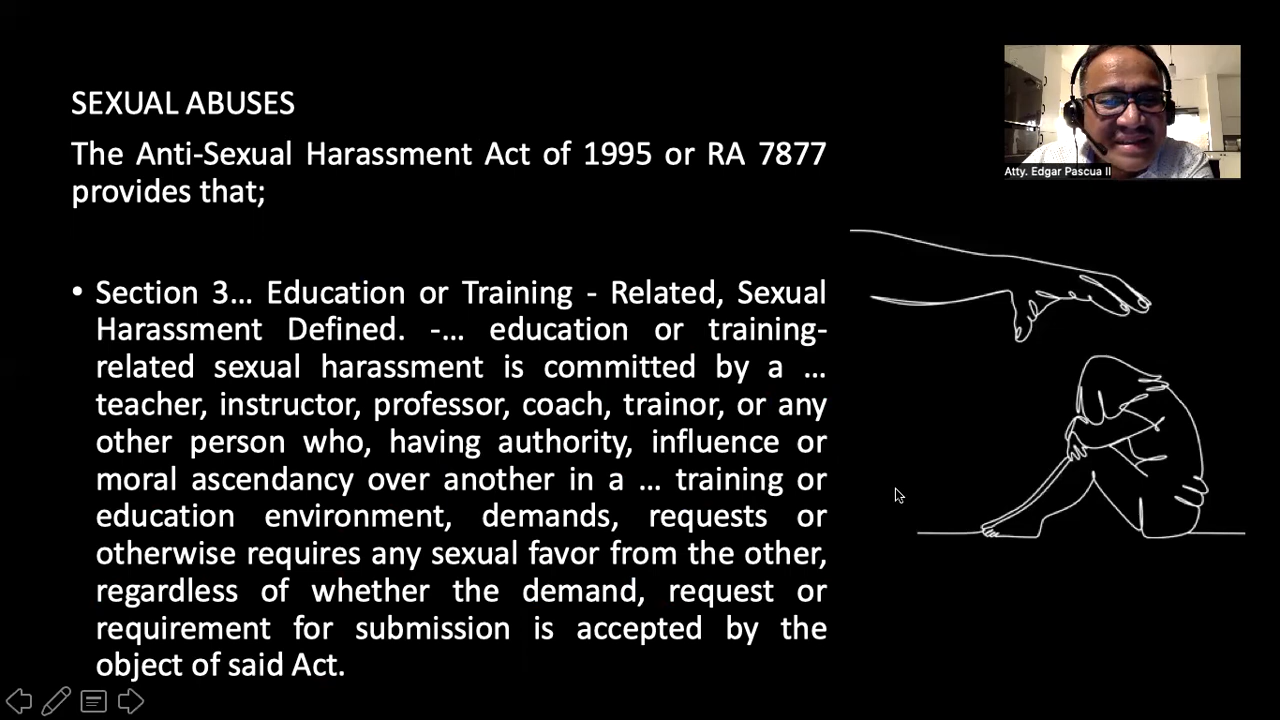 SEXUAL ABUSES
The Anti-Sexual Harassment Act of 1995 or RA 7877
provides that;
• Section 3... Education or Training - Related, Sexual
Harassment Defined. -... education or training-
related sexual harassment is committed by a ...
teacher, instructor, professor, coach, trainor, or any
other person who, having authority, influence or
moral ascendancy over another in a ... training or
education environment, demands, requests or
otherwise requires any sexual favor from the other,
regardless of whether the demand, request or
requirement for submission is accepted by the
object of said Act.
Atty. Edgar Pascua II